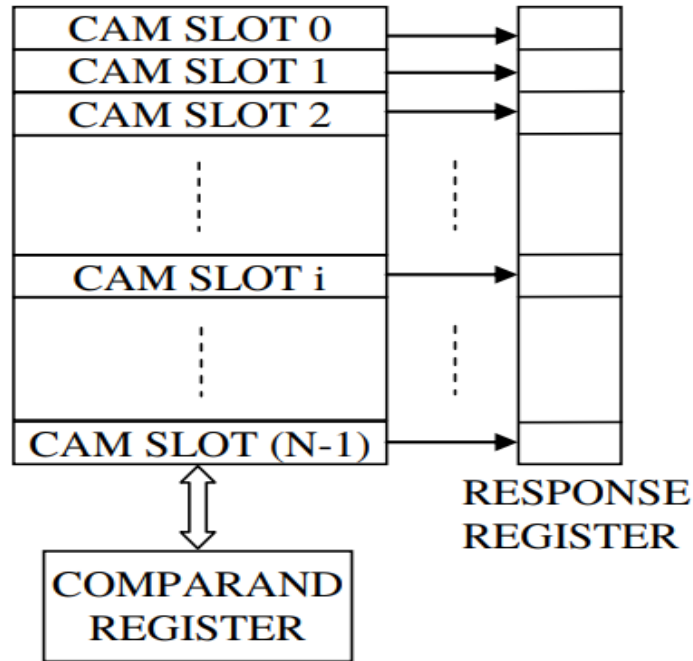 CAM SLOT 0
CAM SLOT 1
CAM SLOT 2
CAM SLOT i
CAM SLOT (N-1)
RESPONSE
REGISTER
COMPARAND
REGISTER